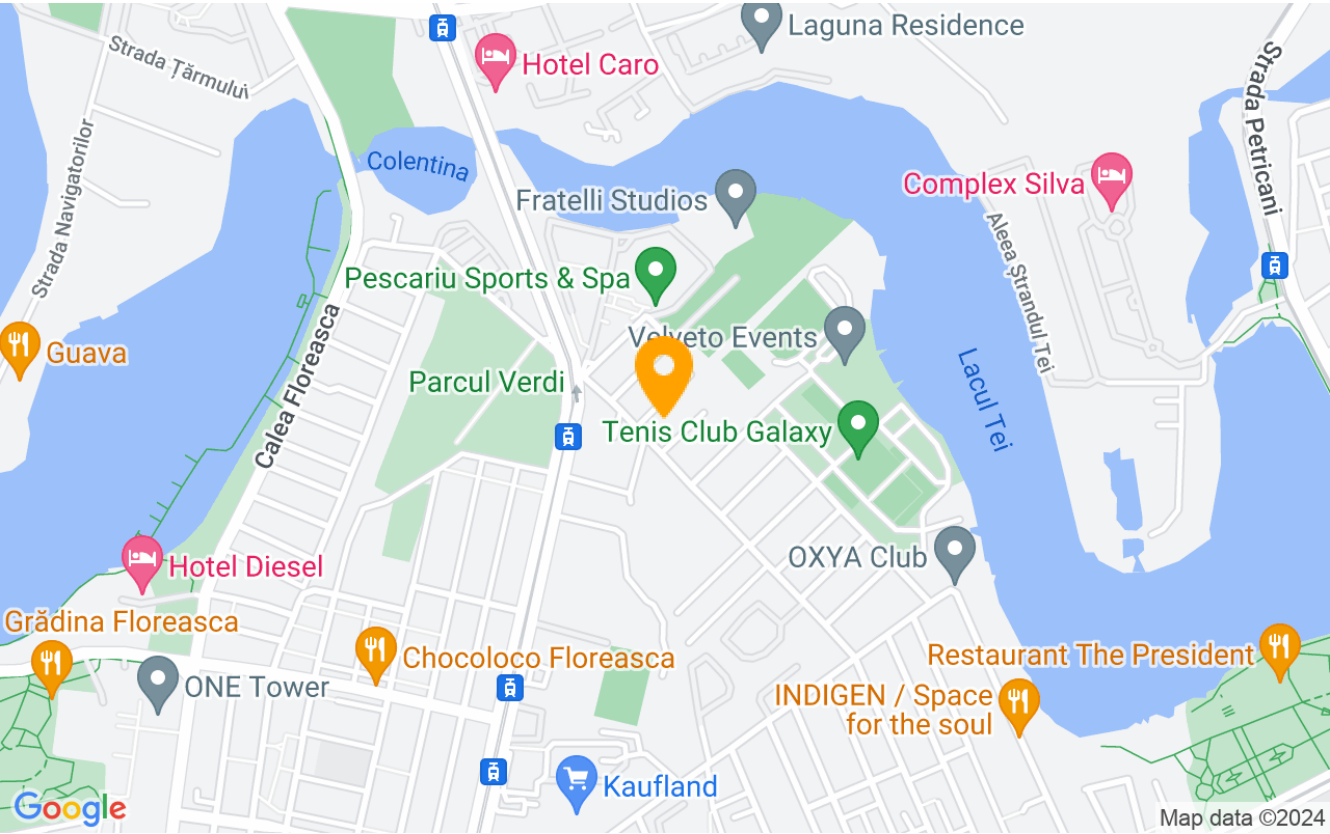 Laguna Residence
Strada Țărmului
Hotel Caro
Strada Petricani
Colentina
Strada Navigatorilor
Complex Silva
Fratelli Studios
Aleea Ștrandul Tei
Pescariu Sports & Spa
Velveto Events
Guava
Calea Floreasca
Parcul Verdi
Lacul Tei
Tenis Club Galaxy
Hotel Diesel
OXYA Club
Grădina Floreasca
Chocoloco Floreasca
Restaurant The President
ONE Tower
INDIGEN / Space
for the soul
Kaufland
Google
Map data ©2024